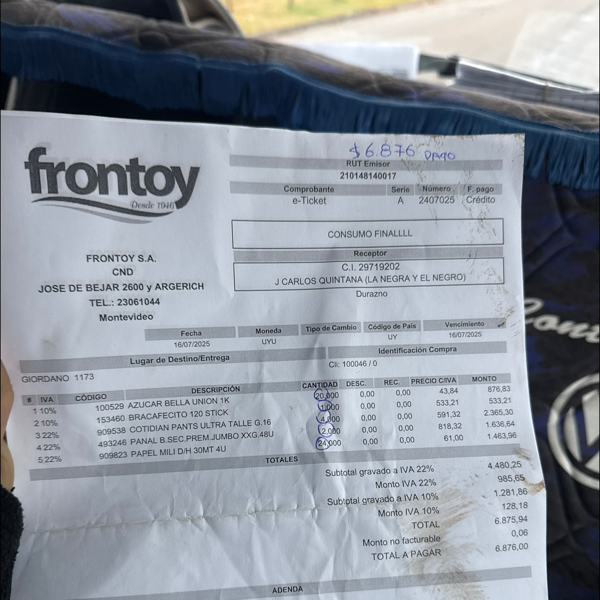 $6.876 PAGO
RUT Emisor
210148140017
frontoy
Desde 1946
Comprobante Serie Número F. pago
e-Ticket A 2407025 Crédito
CONSUMO FINALLLL
Receptor
C.I. 29719202
J CARLOS QUINTANA (LA NEGRA Y EL NEGRO)
Durazno
FRONTOY S.A.
CND
JOSE DE BEJAR 2600 y ARGERICH
TEL.: 23061044
Montevideo
Fecha Moneda Tipo de Cambio Código de País Vencimiento
16/07/2025 UYU UY 16/07/2025
Lugar de Destino/Entrega Identificación Compra
GIORDANO 1173 Cli: 100046 / 0
# IVA CÓDIGO DESCRIPCIÓN CANTIDAD DESC. REC. PRECIO C/IVA MONTO
1 10% 100529 AZUCAR BELLA UNION 1K 20,000 0,00 0,00 43,84 876,83
2 10% 153460 BRACAFECITO 120 STICK 1,000 0,00 0,00 533,21 533,21
3 22% 909538 COTIDIAN PANTS ULTRA TALLE G.16 4,000 0,00 0,00 591,32 2.365,30
4 22% 493246 PANAL B.SEC.PREM.JUMBO XXG.48U 2,000 0,00 0,00 818,32 1.636,64
5 22% 909823 PAPEL MILI D/H 30MT 4U 24,000 0,00 0,00 61,00 1.463,96
TOTALES
Subtotal gravado a IVA 22% 4.480,25
Monto IVA 22% 985,65
Subtotal gravado a IVA 10% 1.281,86
Monto IVA 10% 128,18
TOTAL 6.875,94
Monto no facturable 0,06
TOTAL A PAGAR 6.876,00
ADENDA